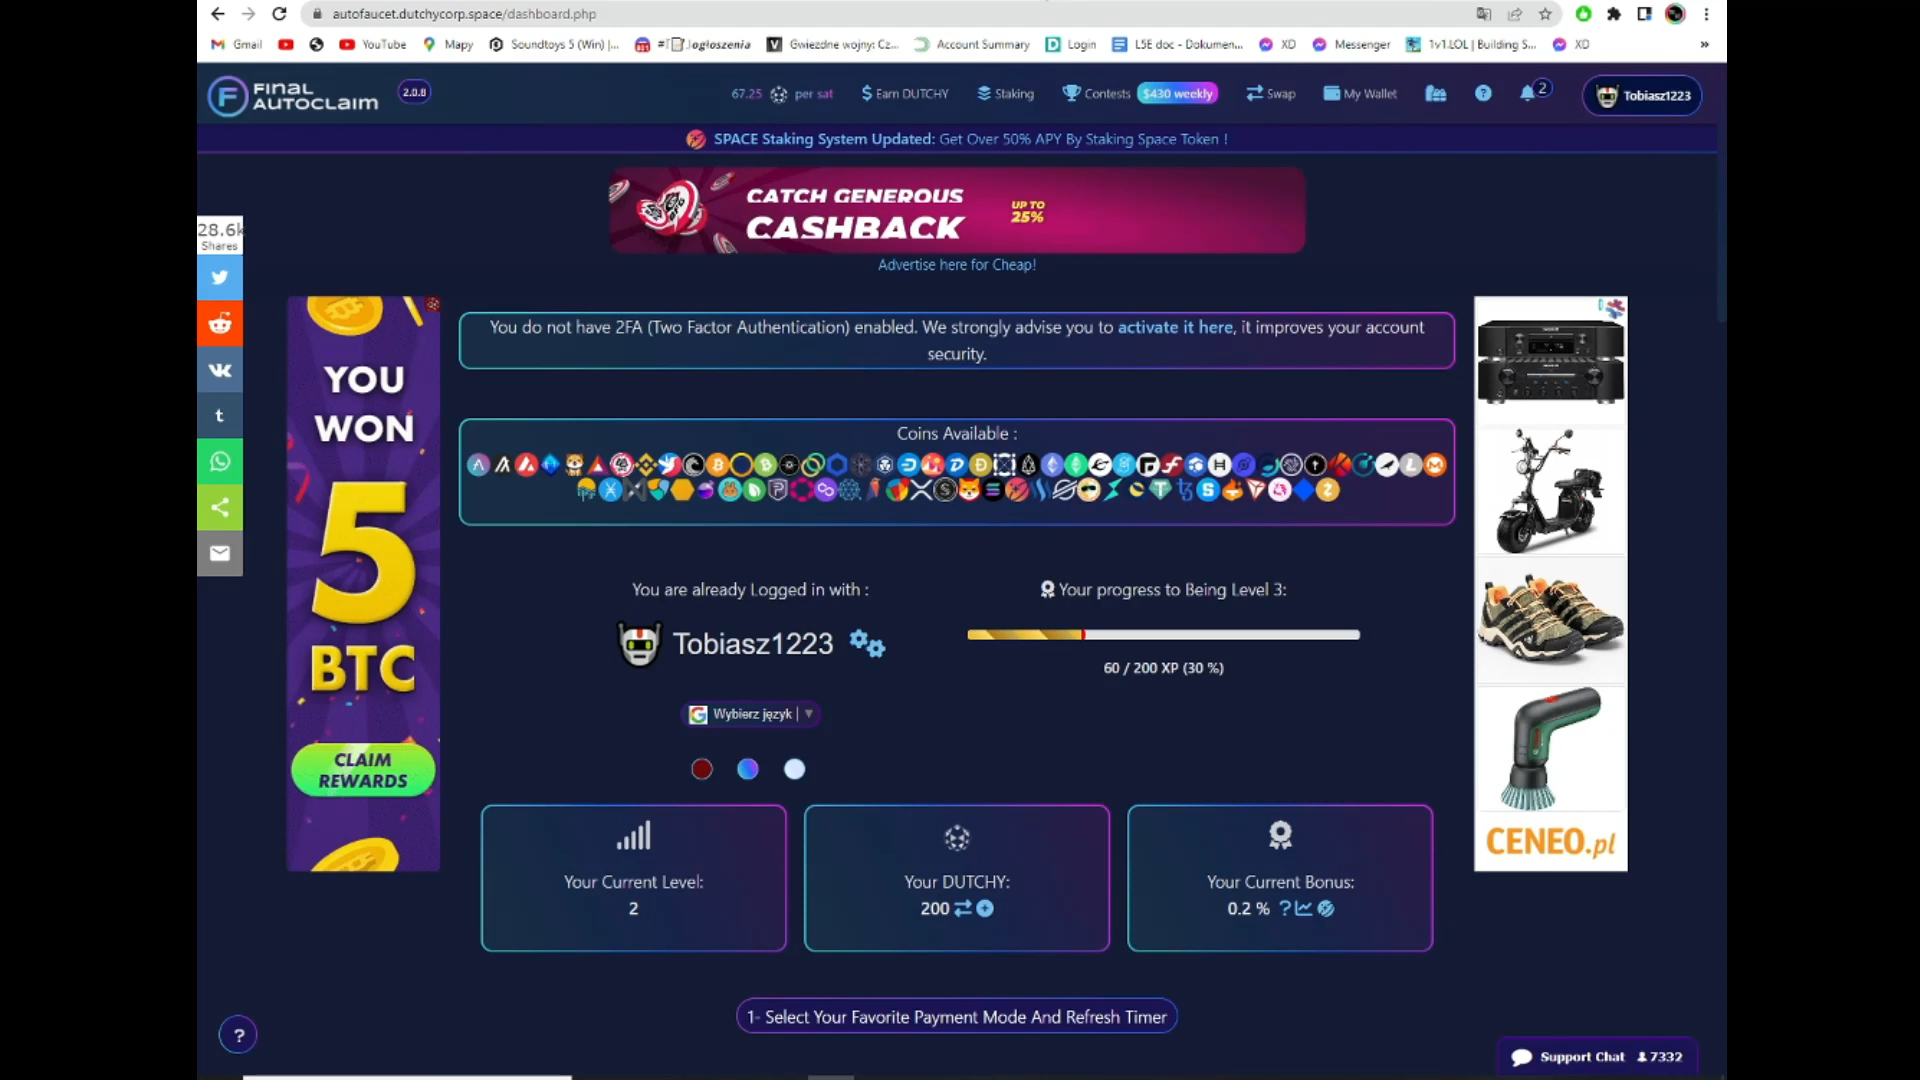 autofaucet.dutchycorp.space/dashboard.php
Gmail
YouTube
Mapy
Soundtoys 5 (Win) |...
ogłoszenia
Gwiezdne wojny: Cz...
Account Summary
Login
L5E doc - Dokumen...
XD
Messenger
1v1.LOL | Building S...
XD
»
FINAL
AUTOCLAIM
2.0.8
67.25 per sat
Earn DUTCHY
Staking
Contests $430 weekly
Swap
My Wallet
2
Tobiasz1223
SPACE Staking System Updated: Get Over 50% APY By Staking Space Token !
CATCH GENEROUS
CASHBACK
UP TO
25%
Advertise here for Cheap!
28.6k
Shares
YOU
WON
5
BTC
CLAIM
REWARDS
You do not have 2FA (Two Factor Authentication) enabled. We strongly advise you to activate it here, it improves your account
security.
Coins Available :
You are already Logged in with :
Tobiasz1223
Wybierz język | ▼
Your progress to Being Level 3:
60 / 200 XP (30 %)
Your Current Level:
2
Your DUTCHY:
200
Your Current Bonus:
0.2 % ?
CENEO.pl
1- Select Your Favorite Payment Mode And Refresh Timer
?
Support Chat 7332